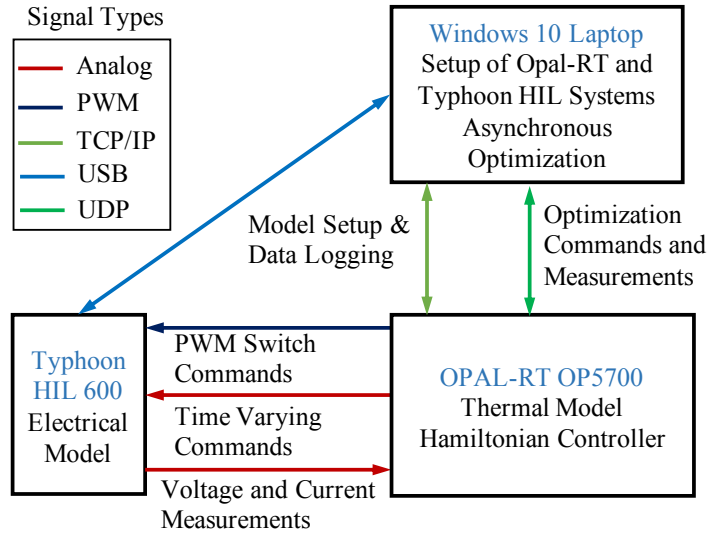 Signal Types
Analog
PWM
TCP/IP
USB
UDP
Windows 10 Laptop
Setup of Opal-RT and
Typhoon HIL Systems
Asynchronous
Optimization
Model Setup &
Data Logging
Optimization
Commands and
Measurements
Typhoon
HIL 600
Electrical
Model
PWM Switch
Commands
Time Varying
Commands
Voltage and Current
Measurements
OPAL-RT OP5700
Thermal Model
Hamiltonian Controller